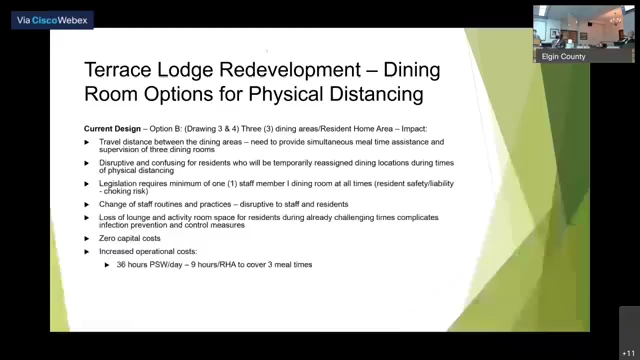 Via CiscoWebex
Elgin County
Terrace Lodge Redevelopment – Dining
Room Options for Physical Distancing
Current Design – Option B: (Drawing 3 & 4) Three (3) dining areas/Resident Home Area – Impact:
Travel distance between the dining areas – need to provide simultaneous meal time assistance and
supervision of three dining rooms
Disruptive and confusing for residents who will be temporarily reassigned dining locations during times
of physical distancing
Legislation requires minimum of one (1) staff member I dining room at all times (resident safety/liability
- choking risk)
Change of staff routines and practices – disruptive to staff and residents
Loss of lounge and activity room space for residents during already challenging times complicates
infection prevention and control measures
Zero capital costs
Increased operational costs:
36 hours PSW/day – 9 hours/RHA to cover 3 meal times
+11